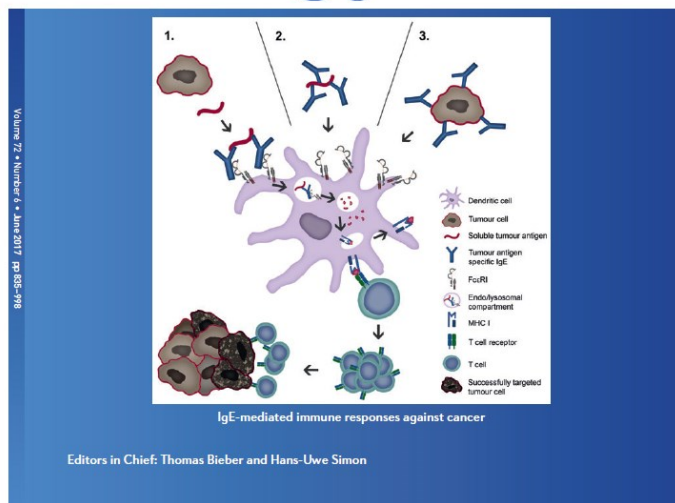 Volume 72 • Number 6 • June 2017 pp 835–998
1.
2.
3.
Dendritic cell
Tumour cell
Soluble tumour antigen
Tumour antigen
specific IgE
FcεRI
Endo/lysosomal
compartment
MHC I
T cell receptor
T cell
Successfully targeted
tumour cell
IgE-mediated immune responses against cancer
Editors in Chief: Thomas Bieber and Hans-Uwe Simon